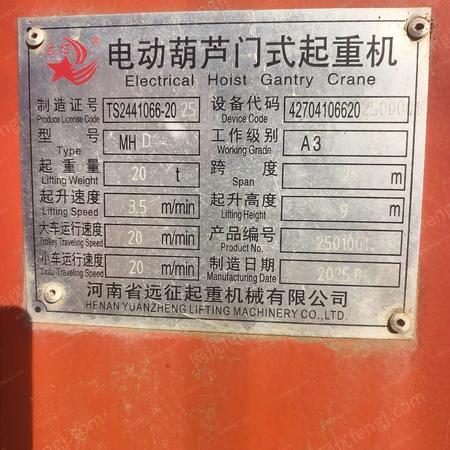 电动葫芦门式起重机
Electrical Hoist Gantry Crane
制造证号 TS2441066-2025 设备代码 42704106620250001
Produce License Code Device Code
型号 MHD 工作级别 A3
Type Working Grade
起重量 20 t 跨度 m
Lifting Weight Span
起升速度 3.5 m/min 起升高度 9 m
Lifting Speed Lifting Height
大车运行速度 20 m/min 产品编号 2501001
Trolley Traveling Speed Product No.
小车运行速度 20 m/min 制造日期 2025.01
Traveling Speed Manufacturing Date
河南省远征起重机械有限公司
HENAN YUANZHENG LIFTING MACHINERY CO.,LTD.